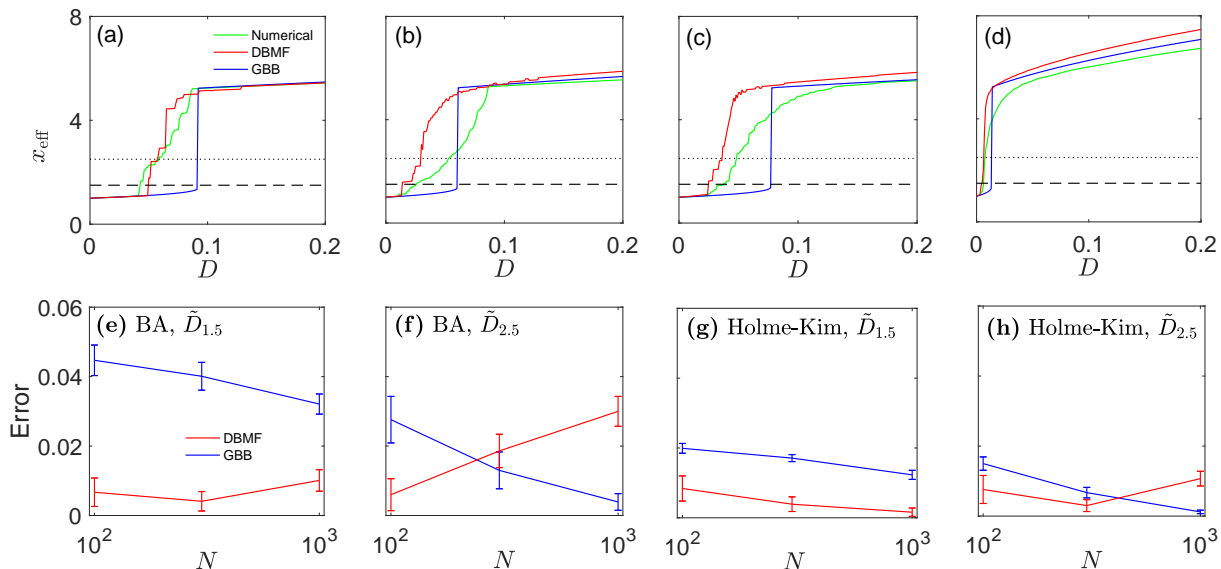 (a)
Numerical
DBMF
GBB
(b)
(c)
(d)
8
4
0
x_eff
0 0.1 0.2
D
0 0.1 0.2
D
0 0.1 0.2
D
0 0.1 0.2
D
(e) BA, D̃_1.5
(f) BA, D̃_2.5
(g) Holme-Kim, D̃_1.5
(h) Holme-Kim, D̃_2.5
0.06
0.04
0.02
0
Error
DBMF
GBB
10^2 10^3
N
10^2 10^3
N
10^2 10^3
N
10^2 10^3
N